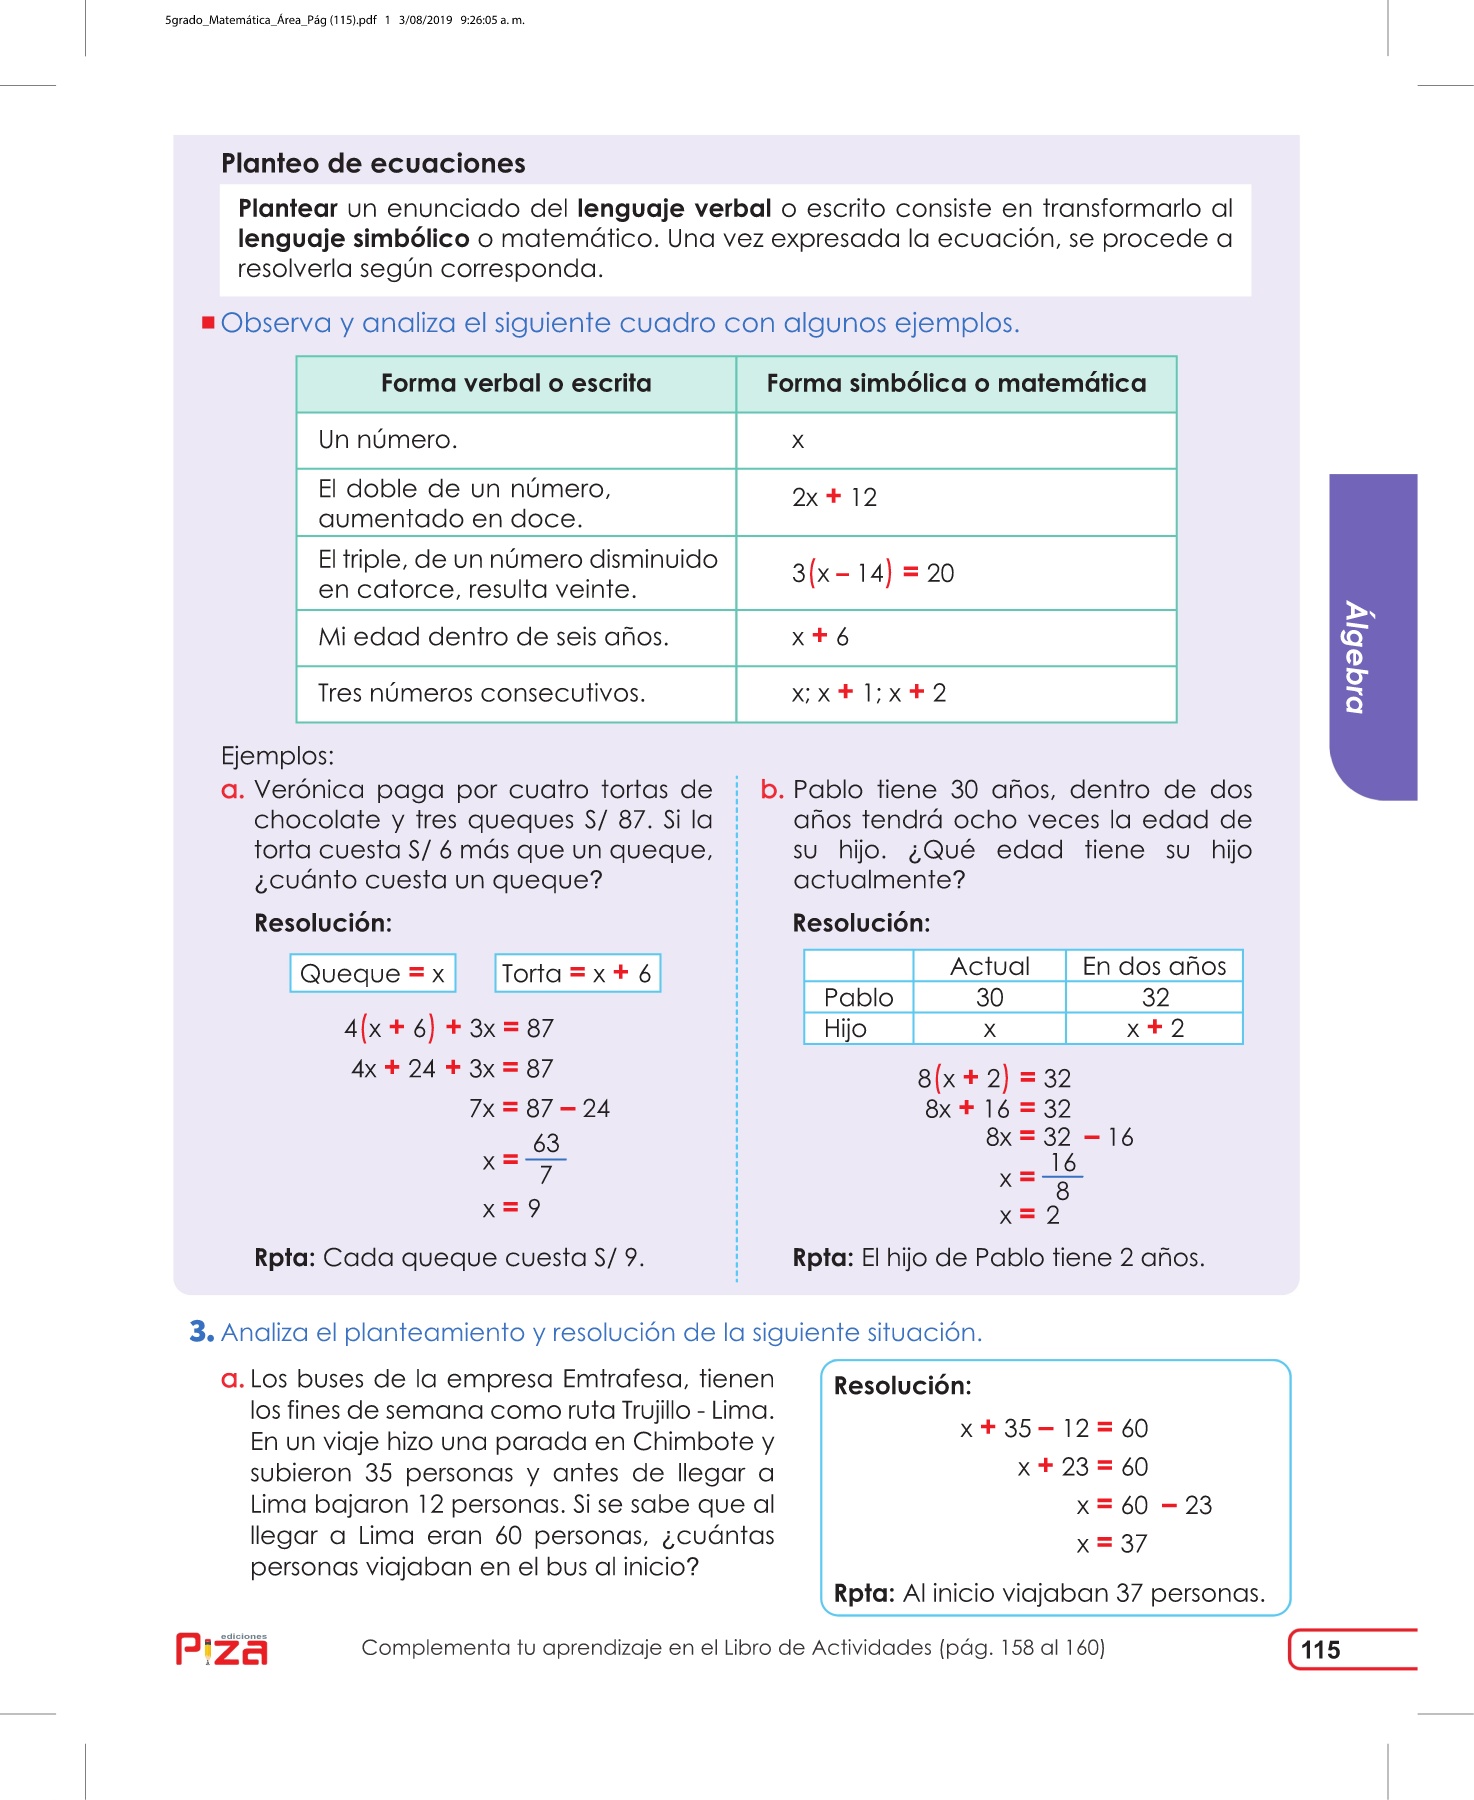 5grado_Matemática_Área_Pág (115).pdf 1 3/08/2019 9:26:05 a. m.
Planteo de ecuaciones
Plantear un enunciado del lenguaje verbal o escrito consiste en transformarlo al
lenguaje simbólico o matemático. Una vez expresada la ecuación, se procede a
resolverla según corresponda.
Observa y analiza el siguiente cuadro con algunos ejemplos.
Forma verbal o escrita
Forma simbólica o matemática
Un número.
x
El doble de un número,
aumentado en doce.
2x + 12
El triple, de un número disminuido
en catorce, resulta veinte.
3(x – 14) = 20
Mi edad dentro de seis años.
x + 6
Tres números consecutivos.
x; x + 1; x + 2
Álgebra
Ejemplos:
a. Verónica paga por cuatro tortas de
chocolate y tres queques S/ 87. Si la
torta cuesta S/ 6 más que un queque,
¿cuánto cuesta un queque?
Resolución:
Queque = x
Torta = x + 6
4(x + 6) + 3x = 87
4x + 24 + 3x = 87
7x = 87 – 24
x = 63/7
x = 9
Rpta: Cada queque cuesta S/ 9.
b. Pablo tiene 30 años, dentro de dos
años tendrá ocho veces la edad de
su hijo. ¿Qué edad tiene su hijo
actualmente?
Resolución:
Actual En dos años
Pablo 30 32
Hijo x x + 2
8(x + 2) = 32
8x + 16 = 32
8x = 32 – 16
x = 16/8
x = 2
Rpta: El hijo de Pablo tiene 2 años.
3. Analiza el planteamiento y resolución de la siguiente situación.
a. Los buses de la empresa Emtrafesa, tienen
los fines de semana como ruta Trujillo - Lima.
En un viaje hizo una parada en Chimbote y
subieron 35 personas y antes de llegar a
Lima bajaron 12 personas. Si se sabe que al
llegar a Lima eran 60 personas, ¿cuántas
personas viajaban en el bus al inicio?
Resolución:
x + 35 – 12 = 60
x + 23 = 60
x = 60 – 23
x = 37
Rpta: Al inicio viajaban 37 personas.
ediciones
Piza
Complementa tu aprendizaje en el Libro de Actividades (pág. 158 al 160)
115